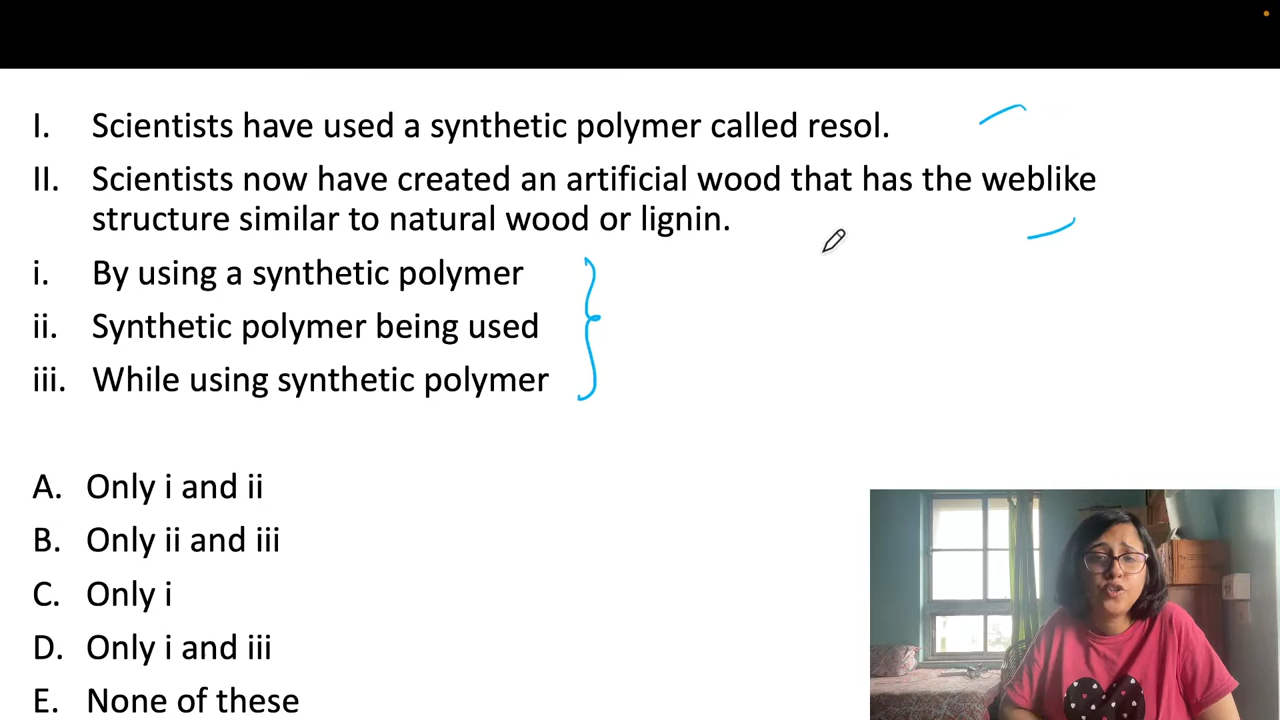 I. Scientists have used a synthetic polymer called resol.
II. Scientists now have created an artificial wood that has the weblike
structure similar to natural wood or lignin.
i. By using a synthetic polymer
ii. Synthetic polymer being used
iii. While using synthetic polymer
A. Only i and ii
B. Only ii and iii
C. Only i
D. Only i and iii
E. None of these